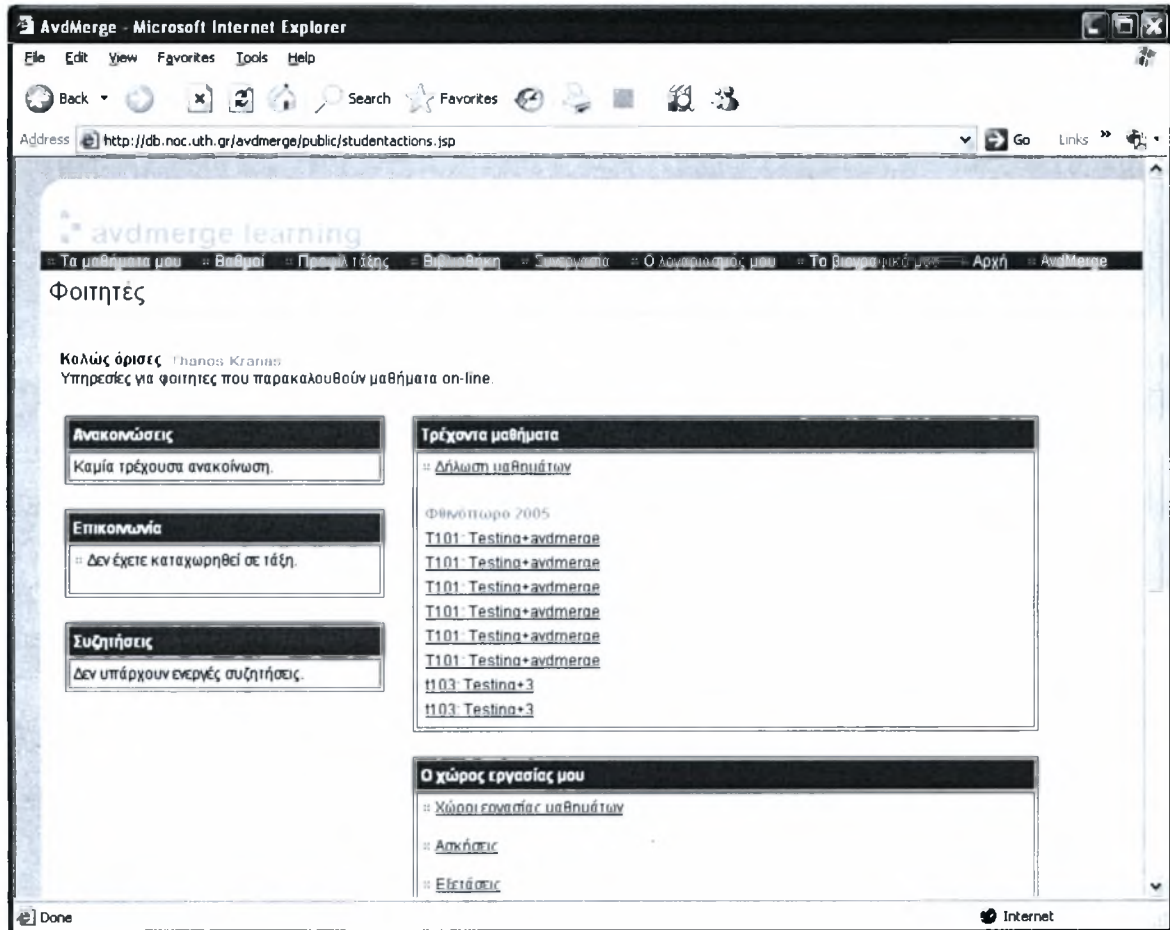 AvdMerge - Microsoft Internet Explorer
File Edit View Favorites Tools Help
Back Search Favorites
Address http://db.noc.uth.gr/avdmerge/public/studentactions.jsp Go Links »
avdmerge learning
:: Τα μαθήματα μου :: Βαθμοί :: Προφίλ τάξης :: Βιβλιοθήκη :: Συνεργασία :: Ο λογαριασμός μου :: Το βιογραφικό μου :: Αρχή :: AvdMerge
Φοιτητές
Καλώς όρισες Thanos Kranas
Υπηρεσίες για φοιτητες που παρακαλουθούν μαθήματα on-line.
Ανακοινώσεις
Καμία τρέχουσα ανακοίνωση.
Επικοινωνία
:: Δεν έχετε καταχωρηθεί σε τάξη.
Συζητήσεις
Δεν υπάρχουν ενεργές συζητήσεις.
Τρέχοντα μαθήματα
:: Δήλωση μαθημάτων
Φθινόπωρο 2005
T101: Testing+avdmerge
T101: Testing+avdmerge
T101: Testing+avdmerge
T101: Testing+avdmerge
T101: Testing+avdmerge
T101: Testing+avdmerge
t103: Testing+3
t103: Testing+3
Ο χώρος εργασίας μου
:: Χώροι εργασίας μαθημάτων
:: Ασκήσεις
:: Εξετάσεις
Done Internet